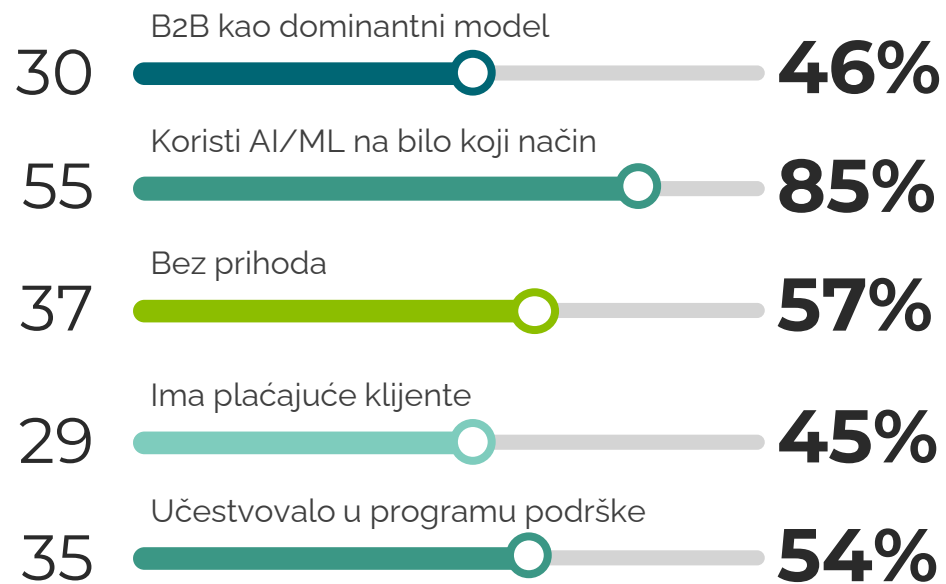 B2B kao dominantni model
30 46%
Koristi AI/ML na bilo koji način
55 85%
Bez prihoda
37 57%
Ima plaćajuće klijente
29 45%
Učestvovalo u programu podrške
35 54%